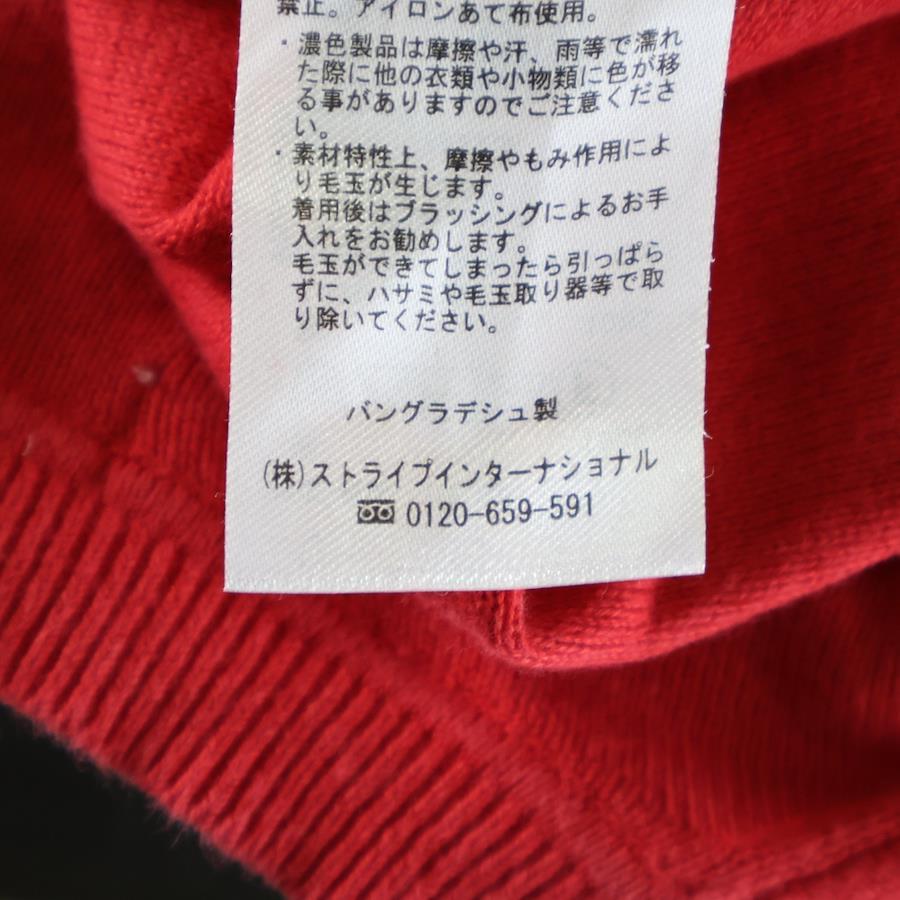 禁止。アイロンあて布使用。
・濃色製品は摩擦や汗、雨等で濡れ
た際に他の衣類や小物類に色が移
る事がありますのでご注意くださ
い。
・素材特性上、摩擦やもみ作用によ
り毛玉が生じます。
着用後はブラッシングによるお手
入れをお勧めします。
毛玉ができてしまったら引っぱら
ずに、ハサミや毛玉取り器等で取
り除いてください。
バングラデシュ製
(株)ストライプインターナショナル
0120-659-591